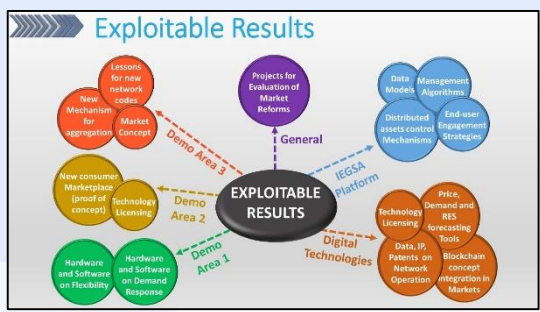 Exploitable Results
Lessons
for new
network
codes
New
Mechanism
for
aggregation
Market
Concept
Demo Area 3
Projects for
Evaluation of
Market
Reforms
General
Data
Models
Management
Algorithms
Distributed
assets control
Mechanisms
End-user
Engagement
Strategies
IEGSA
Platform
New consumer
Marketplace
(proof of
concept)
Technology
Licensing
Demo
Area 2
EXPLOITABLE
RESULTS
Hardware
and Software
on Flexibility
Hardware
and Software
on Demand
Response
Demo
Area 1
Digital
Technologies
Technology
Licensing
Price,
Demand and
RES
forecasting
Tools
Data, IP,
Patents on
Network
Operation
Blockchain
concept
integration in
Markets